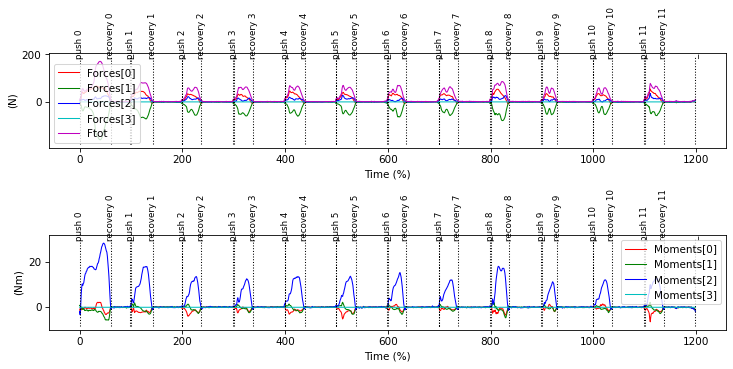 push 0 recovery 0 push 1 recovery 1 push 2 recovery 2 push 3 recovery 3 push 4 recovery 4 push 5 recovery 5 push 6 recovery 6 push 7 recovery 7 push 8 recovery 8 push 9 recovery 9 push 10 recovery 10 push 11 recovery 11
200
0
(N)
Forces[0]
Forces[1]
Forces[2]
Forces[3]
Ftot
0 200 400 600 800 1000 1200
Time (%)
push 0 recovery 0 push 1 recovery 1 push 2 recovery 2 push 3 recovery 3 push 4 recovery 4 push 5 recovery 5 push 6 recovery 6 push 7 recovery 7 push 8 recovery 8 push 9 recovery 9 push 10 recovery 10 push 11 recovery 11
20
0
(Nm)
Moments[0]
Moments[1]
Moments[2]
Moments[3]
0 200 400 600 800 1000 1200
Time (%)